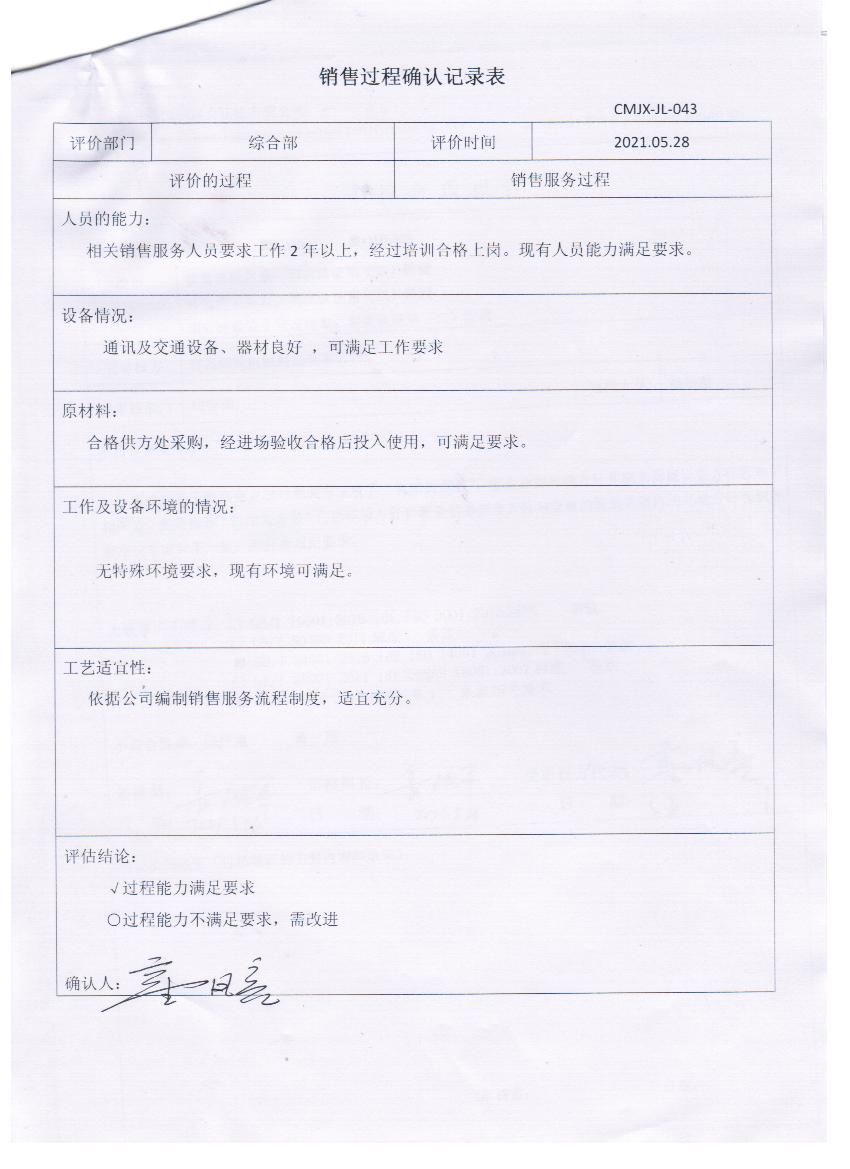 销售过程确认记录表
CMJX-JL-043
评价部门 综合部 评价时间 2021.05.28
评价的过程 销售服务过程
人员的能力：
相关销售服务人员要求工作 2 年以上，经过培训合格上岗。现有人员能力满足要求。
设备情况：
通讯及交通设备、器材良好 ，可满足工作要求
原材料：
合格供方处采购，经进场验收合格后投入使用，可满足要求。
工作及设备环境的情况：
无特殊环境要求，现有环境可满足。
工艺适宜性：
依据公司编制销售服务流程制度，适宜充分。
评估结论：
√过程能力满足要求
○过程能力不满足要求，需改进
确认人：